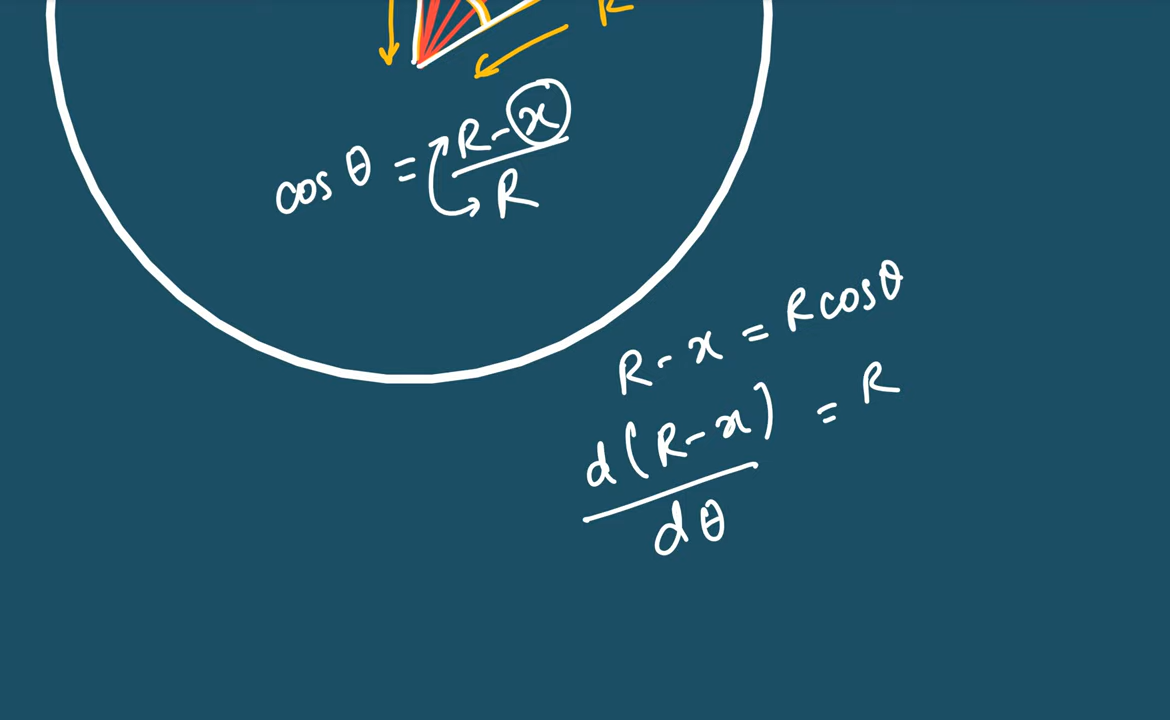 R
cos θ = R - x / R
R - x = R cos θ
d(R - x) / dθ = R